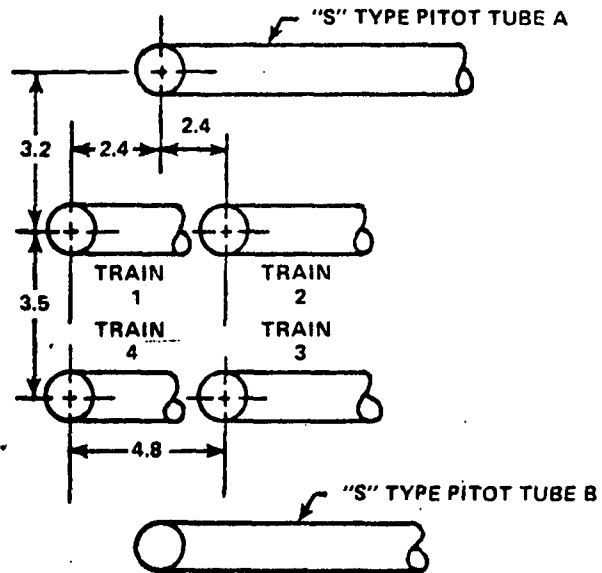 "S" TYPE PITOT TUBE A
2.4
3.2
2.4
TRAIN
1
TRAIN
2
3.5
TRAIN
4
TRAIN
3
4.8
"S" TYPE PITOT TUBE B